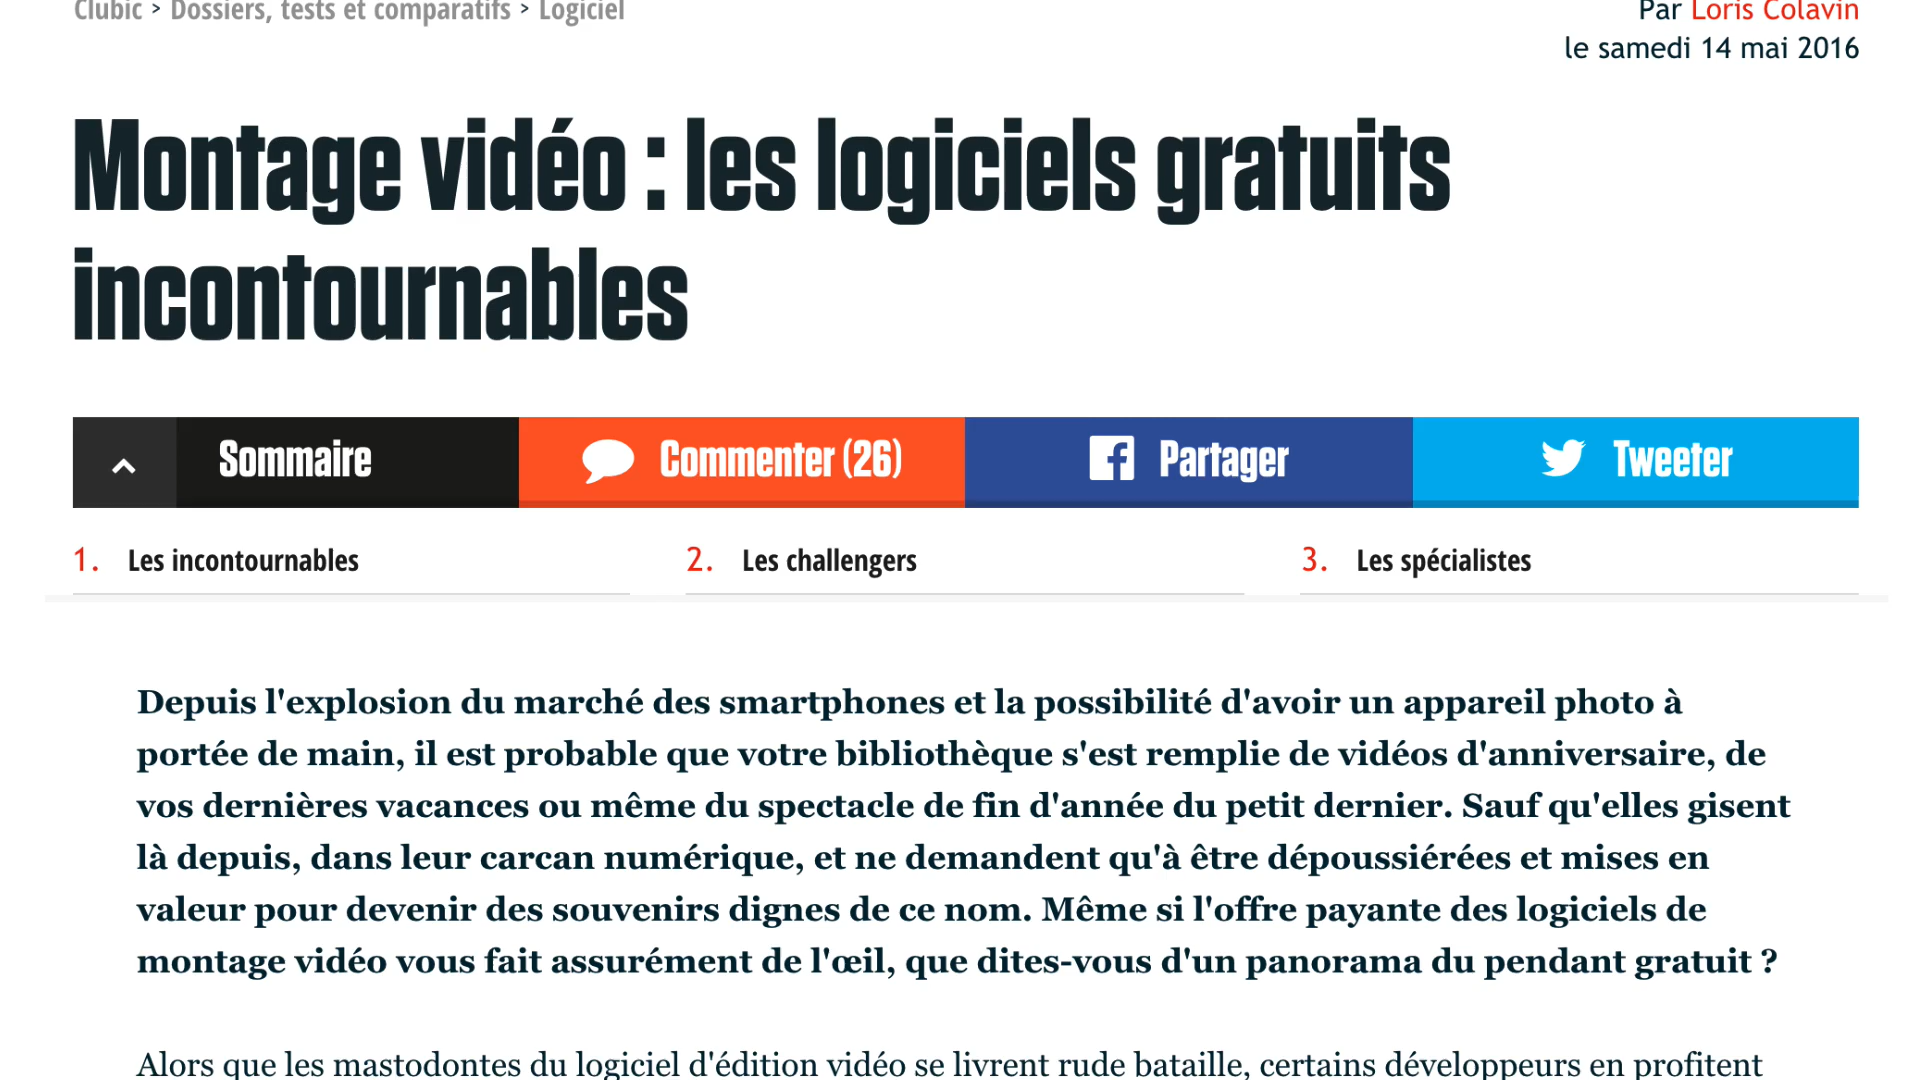 Clubic > Dossiers, tests et comparatifs > Logiciel
Par Loris Colavin
le samedi 14 mai 2016
Montage vidéo : les logiciels gratuits
incontournables
Sommaire
Commenter (26)
Partager
Tweeter
1. Les incontournables
2. Les challengers
3. Les spécialistes
Depuis l'explosion du marché des smartphones et la possibilité d'avoir un appareil photo à
portée de main, il est probable que votre bibliothèque s'est remplie de vidéos d'anniversaire, de
vos dernières vacances ou même du spectacle de fin d'année du petit dernier. Sauf qu'elles gisent
là depuis, dans leur carcan numérique, et ne demandent qu'à être dépoussiérées et mises en
valeur pour devenir des souvenirs dignes de ce nom. Même si l'offre payante des logiciels de
montage vidéo vous fait assurément de l'œil, que dites-vous d'un panorama du pendant gratuit ?
Alors que les mastodontes du logiciel d'édition vidéo se livrent rude bataille, certains développeurs en profitent